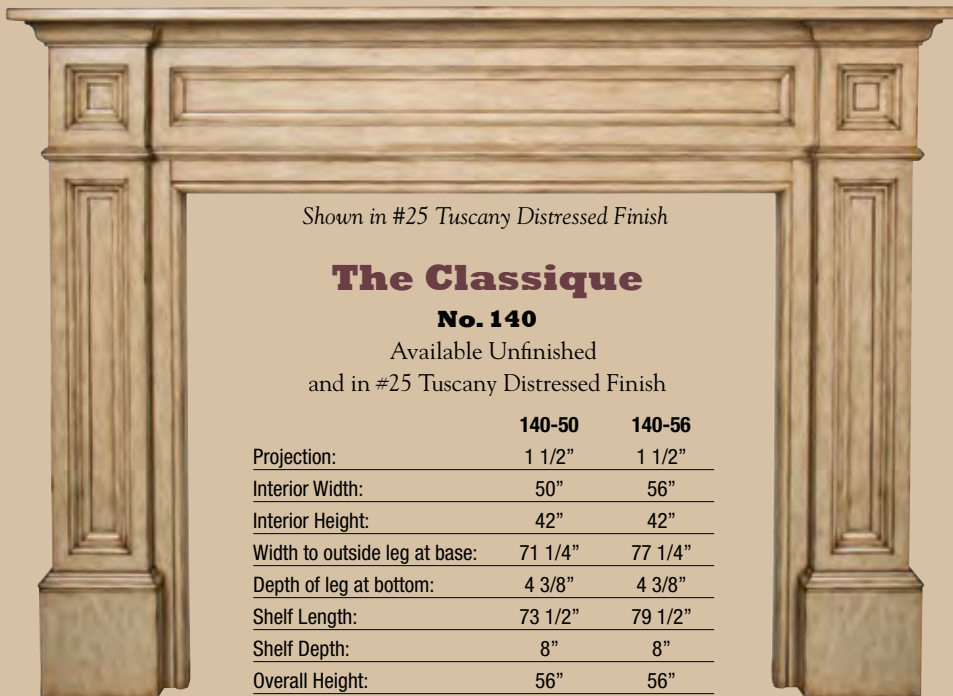 Shown in #25 Tuscany Distressed Finish
The Classique
No. 140
Available Unfinished
and in #25 Tuscany Distressed Finish
140-50 140-56
Projection: 1 1/2” 1 1/2”
Interior Width: 50” 56”
Interior Height: 42” 42”
Width to outside leg at base: 71 1/4” 77 1/4”
Depth of leg at bottom: 4 3/8” 4 3/8”
Shelf Length: 73 1/2” 79 1/2”
Shelf Depth: 8” 8”
Overall Height: 56” 56”